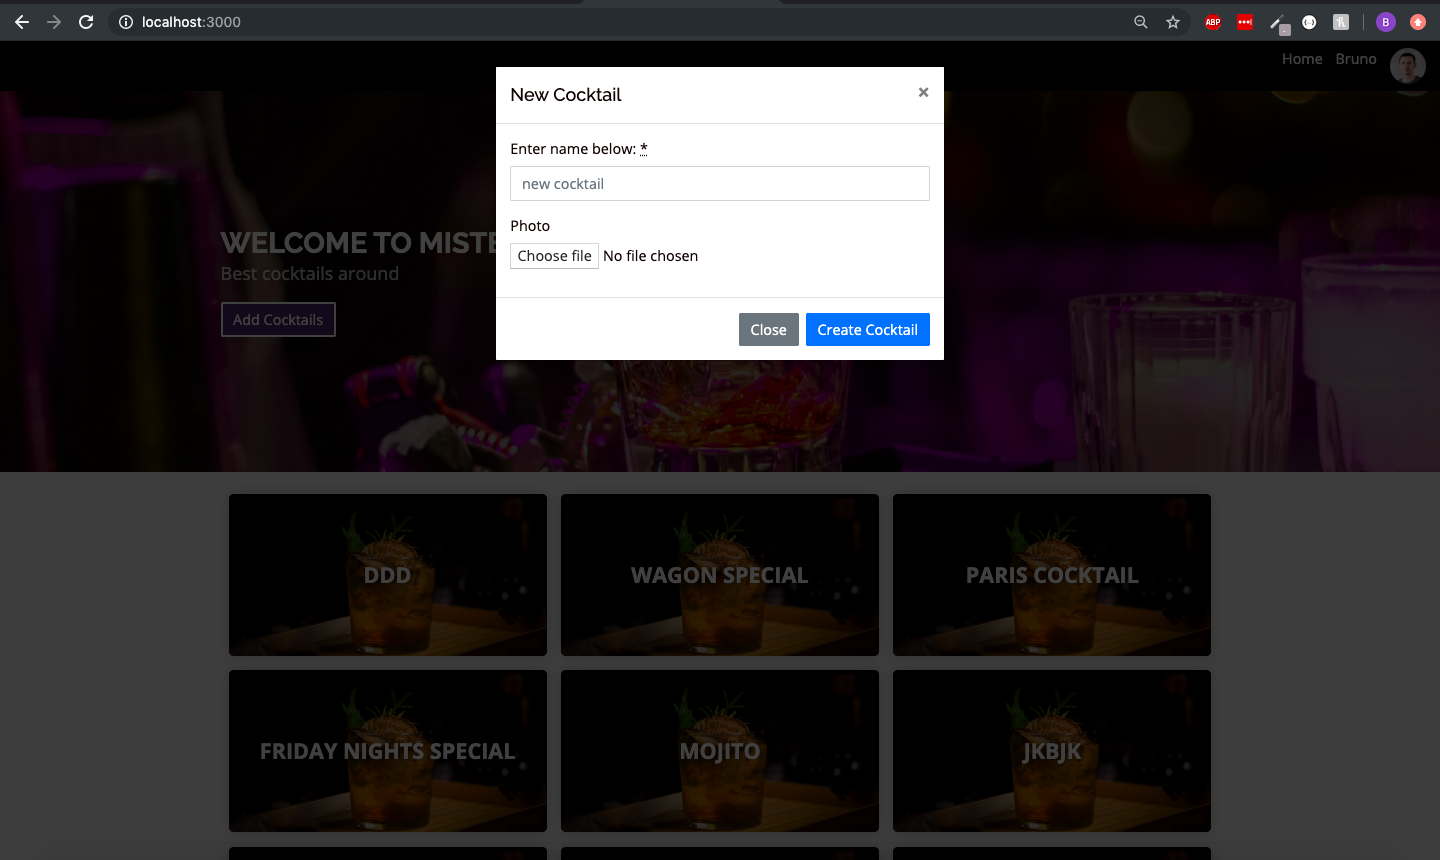 localhost:3000
ABP
B
Home Bruno
New Cocktail
×
Enter name below: *
new cocktail
Photo
Choose file No file chosen
Close Create Cocktail
WELCOME TO MISTE
Best cocktails around
Add Cocktails
DDD WAGON SPECIAL PARIS COCKTAIL
FRIDAY NIGHTS SPECIAL MOJITO JKBJK